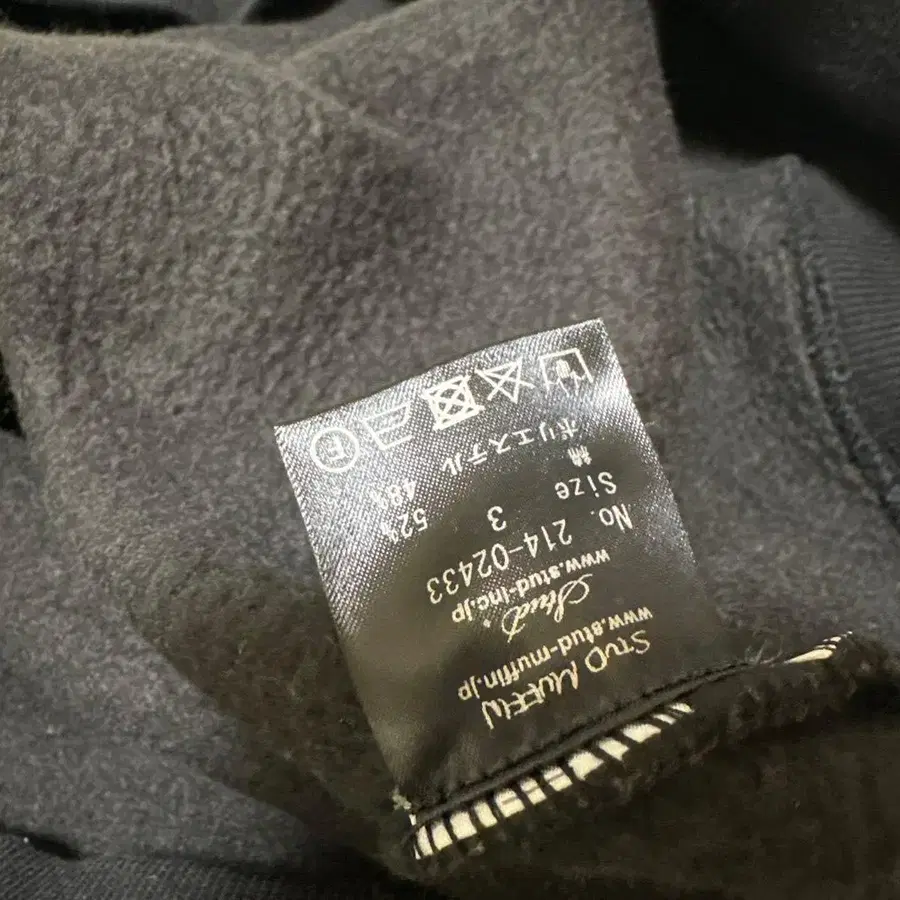 STUD MUFFIN
www.stud-muffin.jp
Stud.
www.stud-inc.jp
No. 214-02433
Size 3
綿 52%
ポリエステル 48%
F